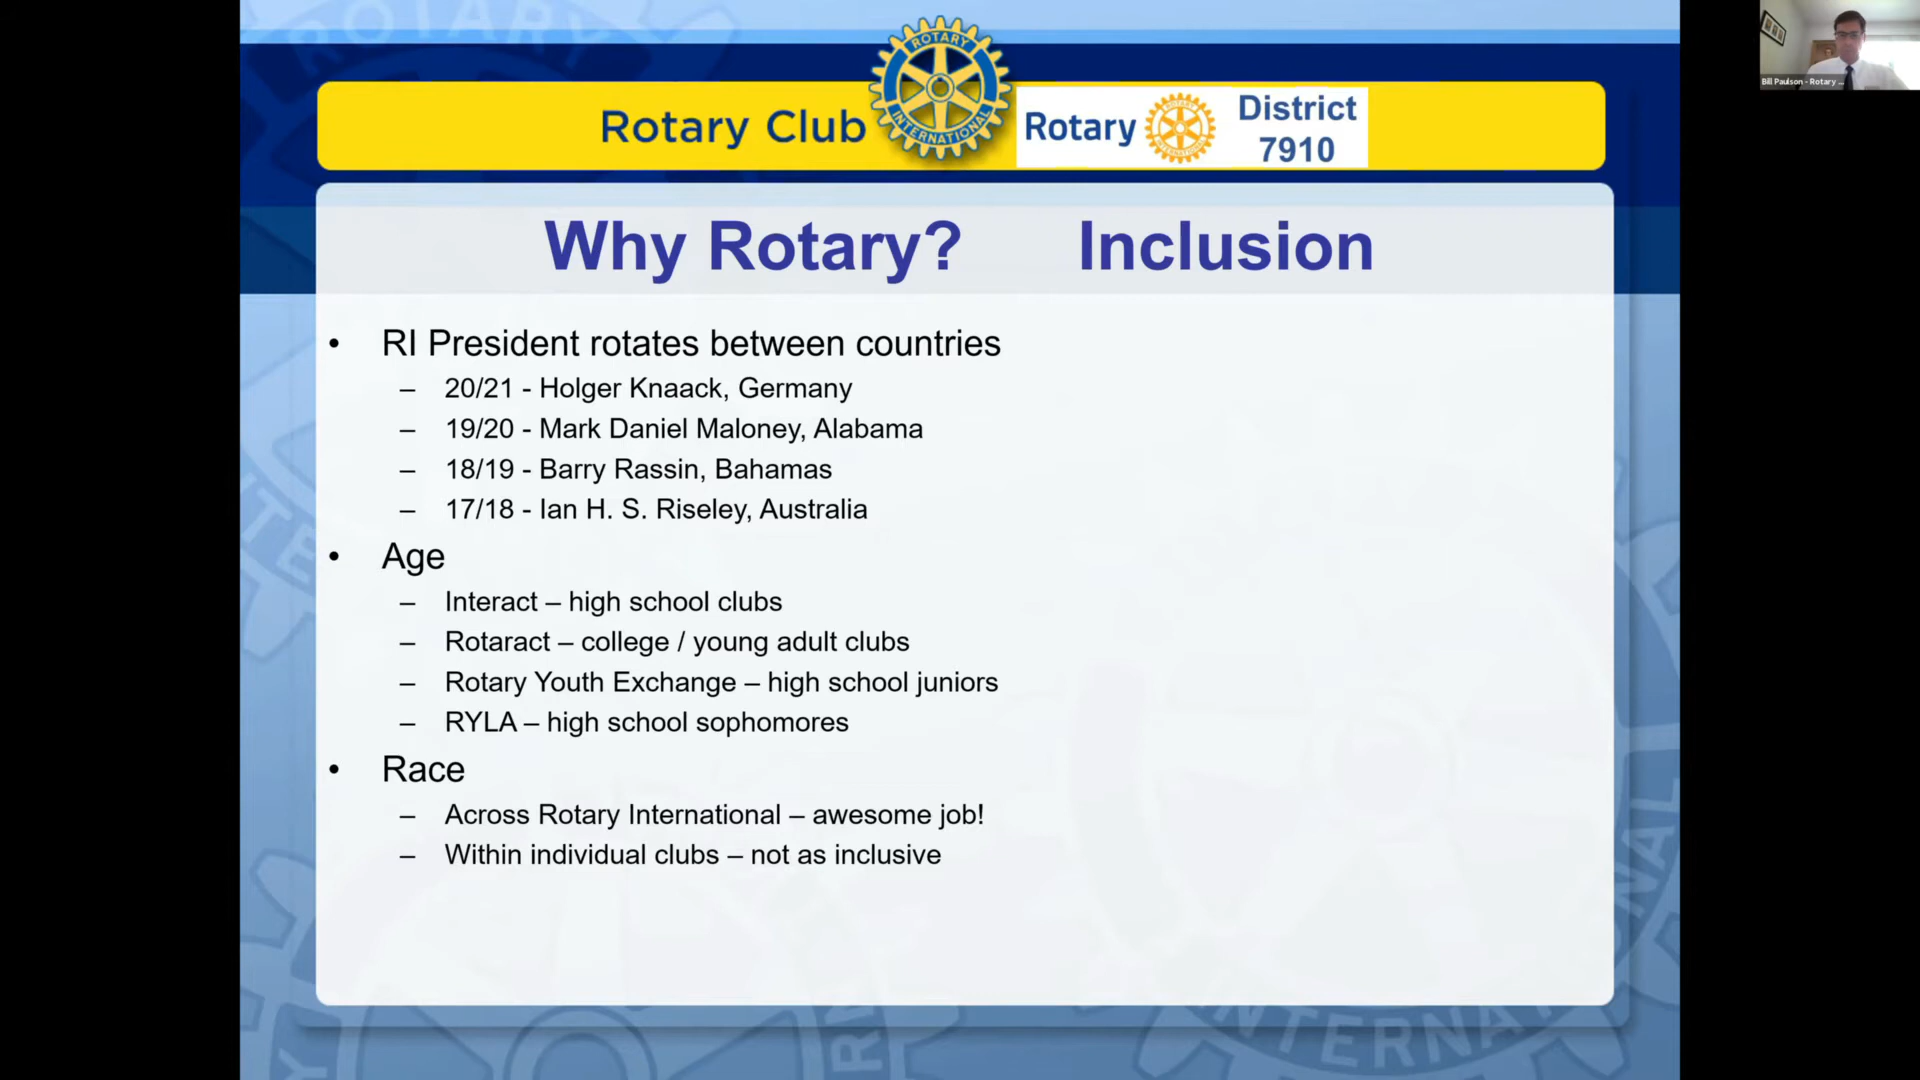 ROTARY
INTERNATIONAL
Rotary Club
Rotary
District
7910
Bill Paulson - Rotary ...
Why Rotary? Inclusion
• RI President rotates between countries
– 20/21 - Holger Knaack, Germany
– 19/20 - Mark Daniel Maloney, Alabama
– 18/19 - Barry Rassin, Bahamas
– 17/18 - Ian H. S. Riseley, Australia
• Age
– Interact – high school clubs
– Rotaract – college / young adult clubs
– Rotary Youth Exchange – high school juniors
– RYLA – high school sophomores
• Race
– Across Rotary International – awesome job!
– Within individual clubs – not as inclusive